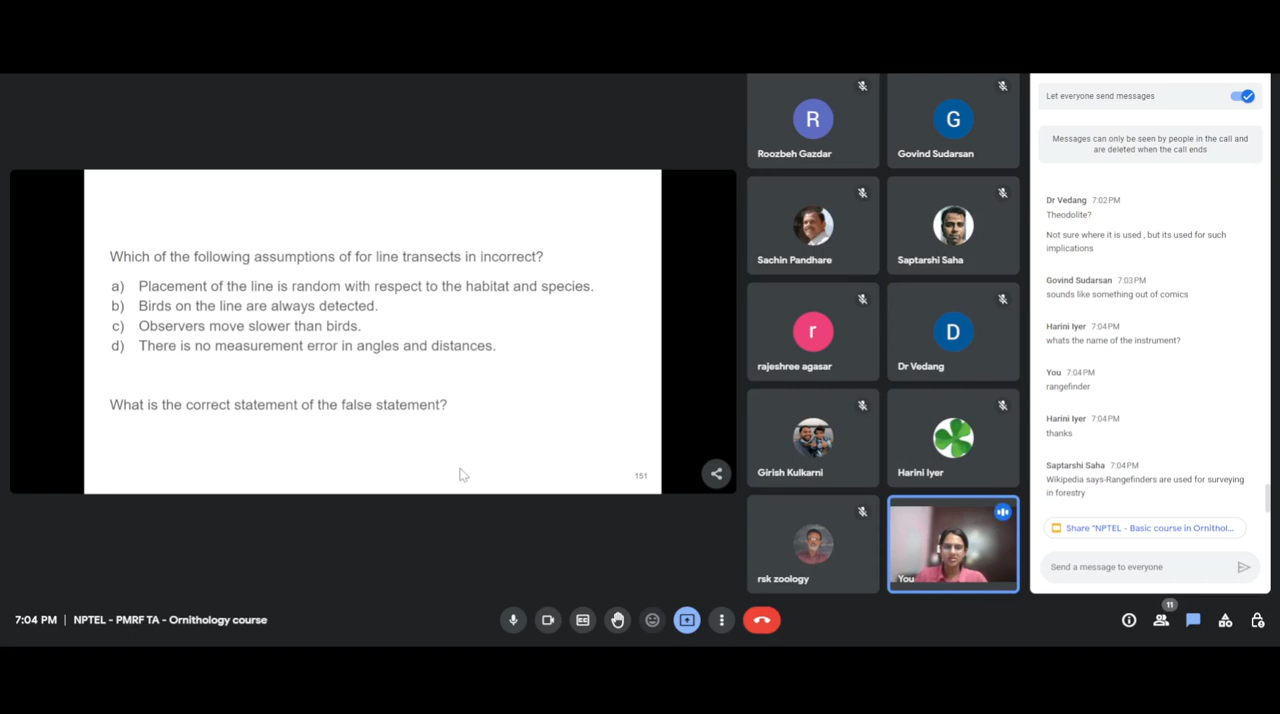 Which of the following assumptions of for line transects in incorrect?
a) Placement of the line is random with respect to the habitat and species.
b) Birds on the line are always detected.
c) Observers move slower than birds.
d) There is no measurement error in angles and distances.
What is the correct statement of the false statement?
151
R
Roozbeh Gazdar
G
Govind Sudarsan
Sachin Pandhare
Saptarshi Saha
r
rajeshree agasar
D
Dr Vedang
Girish Kulkarni
Harini Iyer
rsk zoology
You
Let everyone send messages
Messages can only be seen by people in the call and
are deleted when the call ends
Dr Vedang 7:02 PM
Theodolite?
Not sure where it is used , but its used for such
implications
Govind Sudarsan 7:03 PM
sounds like something out of comics
Harini Iyer 7:04 PM
whats the name of the instrument?
You 7:04 PM
rangefinder
Harini Iyer 7:04 PM
thanks
Saptarshi Saha 7:04 PM
Wikipedia says-Rangefinders are used for surveying
in forestry
Share "NPTEL - Basic course in Ornithol...
Send a message to everyone
7:04 PM | NPTEL - PMRF TA - Ornithology course
11